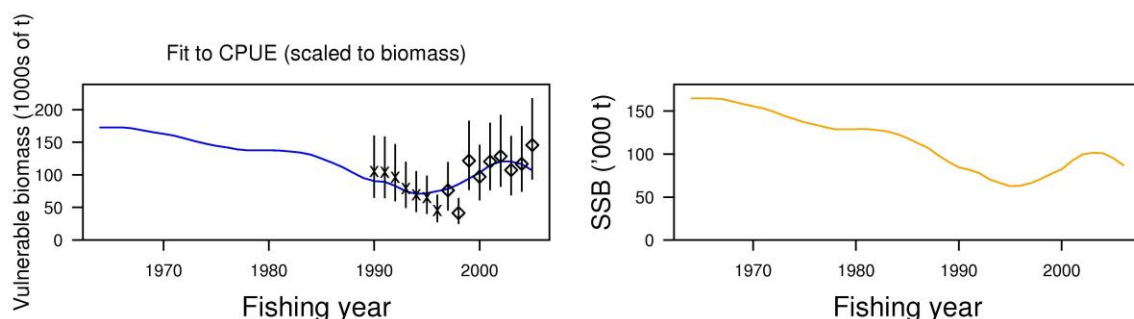 Fit to CPUE (scaled to biomass)
Vulnerable biomass (1000s of t)
200
150
100
50
0
1970 1980 1990 2000
Fishing year
SSB ('000 t)
150
100
50
0
1970 1980 1990 2000
Fishing year